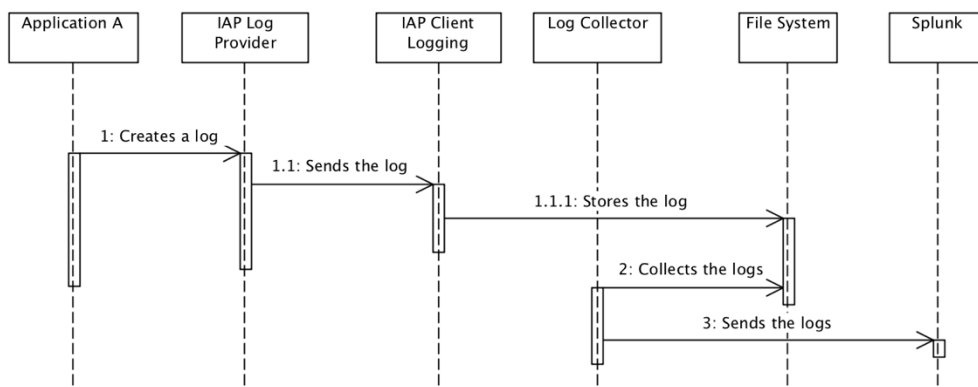 Application A
IAP Log
Provider
IAP Client
Logging
Log Collector
File System
Splunk
1: Creates a log
1.1: Sends the log
1.1.1: Stores the log
2: Collects the logs
3: Sends the logs